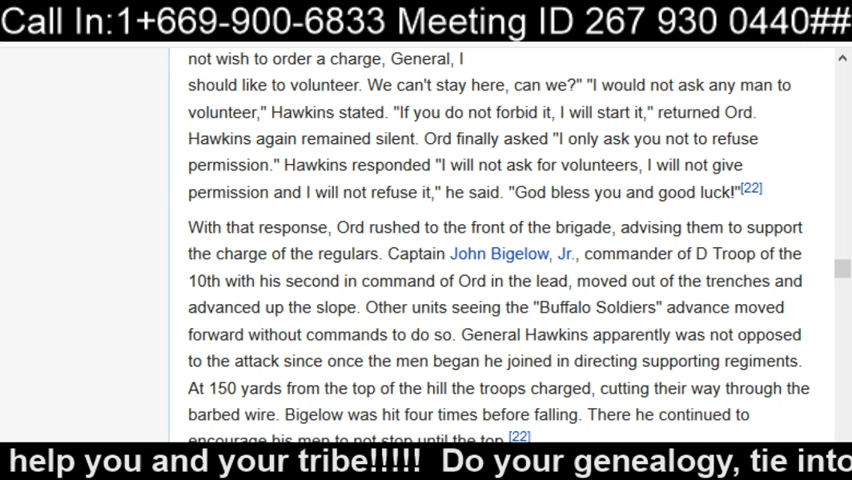 Call In:1+669-900-6833 Meeting ID 267 930 0440##
not wish to order a charge, General, I
should like to volunteer. We can't stay here, can we?" "I would not ask any man to
volunteer," Hawkins stated. "If you do not forbid it, I will start it," returned Ord.
Hawkins again remained silent. Ord finally asked "I only ask you not to refuse
permission." Hawkins responded "I will not ask for volunteers, I will not give
permission and I will not refuse it," he said. "God bless you and good luck!"[22]
With that response, Ord rushed to the front of the brigade, advising them to support
the charge of the regulars. Captain John Bigelow, Jr., commander of D Troop of the
10th with his second in command of Ord in the lead, moved out of the trenches and
advanced up the slope. Other units seeing the "Buffalo Soldiers" advance moved
forward without commands to do so. General Hawkins apparently was not opposed
to the attack since once the men began he joined in directing supporting regiments.
At 150 yards from the top of the hill the troops charged, cutting their way through the
barbed wire. Bigelow was hit four times before falling. There he continued to
encourage his men to not stop until the top.[22]
help you and your tribe!!!!! Do your genealogy, tie into